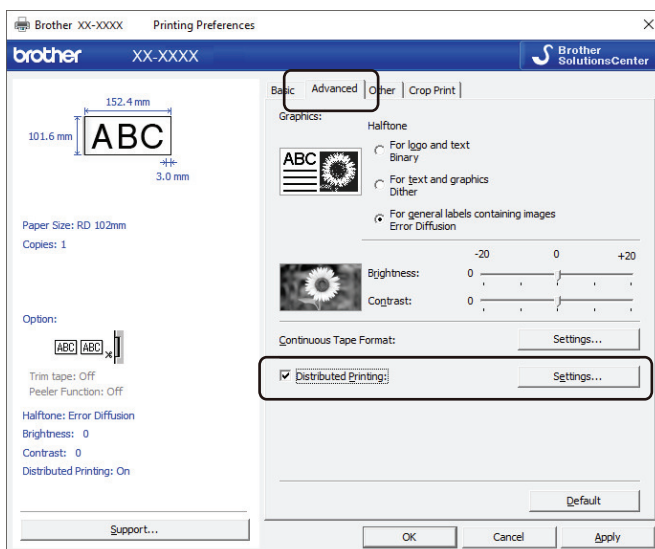 Brother XX-XXXX Printing Preferences
brother XX-XXXX
Brother
SolutionsCenter
152.4 mm
101.6 mm
ABC
3.0 mm
Paper Size: RD 102mm
Copies: 1
Option:
ABC ABC
Trim tape: Off
Peeler Function: Off
Halftone: Error Diffusion
Brightness: 0
Contrast: 0
Distributed Printing: On
Support...
Basic Advanced Other Crop Print
Graphics:
ABC
Halftone
For logo and text
Binary
For text and graphics
Dither
For general labels containing images
Error Diffusion
-20 0 +20
Brightness: 0
Contrast: 0
Continuous Tape Format: Settings...
Distributed Printing: Settings...
Default
OK Cancel Apply